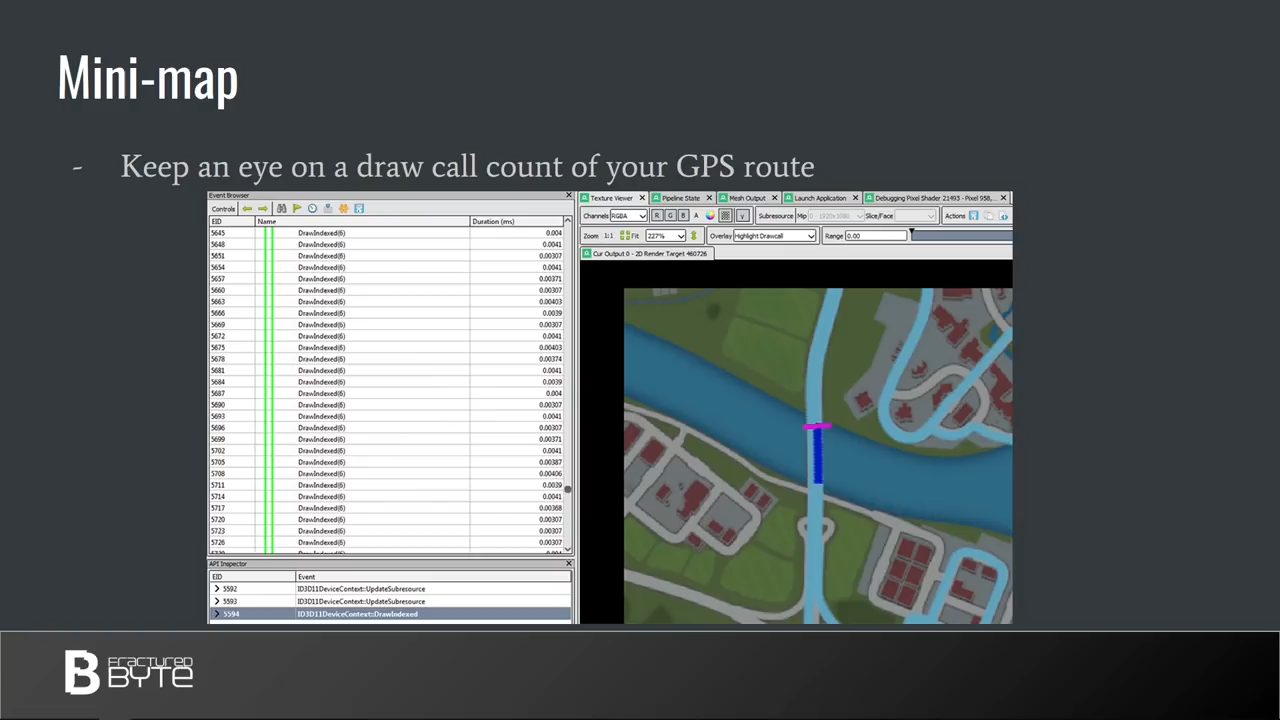 Mini-map
- Keep an eye on a draw call count of your GPS route
Event Browser
Controls
EID Name Duration (ms)
5645 DrawIndexed(6) 0.004
5648 DrawIndexed(6) 0.0041
5651 DrawIndexed(6) 0.00307
5654 DrawIndexed(6) 0.0041
5657 DrawIndexed(6) 0.00371
5660 DrawIndexed(6) 0.00307
5663 DrawIndexed(6) 0.00403
5666 DrawIndexed(6) 0.0039
5669 DrawIndexed(6) 0.00307
5672 DrawIndexed(6) 0.0041
5675 DrawIndexed(6) 0.00403
5678 DrawIndexed(6) 0.00374
5681 DrawIndexed(6) 0.0041
5684 DrawIndexed(6) 0.0039
5687 DrawIndexed(6) 0.004
5690 DrawIndexed(6) 0.00307
5693 DrawIndexed(6) 0.0041
5696 DrawIndexed(6) 0.00307
5699 DrawIndexed(6) 0.00371
5702 DrawIndexed(6) 0.0041
5705 DrawIndexed(6) 0.00387
5708 DrawIndexed(6) 0.00406
5711 DrawIndexed(6) 0.0039
5714 DrawIndexed(6) 0.0041
5717 DrawIndexed(6) 0.00368
5720 DrawIndexed(6) 0.00307
5723 DrawIndexed(6) 0.00307
5726 DrawIndexed(6) 0.00307
API Inspector
EID Event
5592 ID3D11DeviceContext::UpdateSubresource
5593 ID3D11DeviceContext::UpdateSubresource
5594 ID3D11DeviceContext::DrawIndexed
Texture Viewer Pipeline State Mesh Output Launch Application Debugging Pixel Shader 21493 - Pixel 958,
Channels RGBA R G B A γ Subresource Mip 0 - 1920x1080 Slice/Face Actions
Zoom 1:1 Fit 227% Overlay Highlight Drawcall Range 0.00
Cur Output 0 - 2D Render Target 460726
B Fractured
BYTE